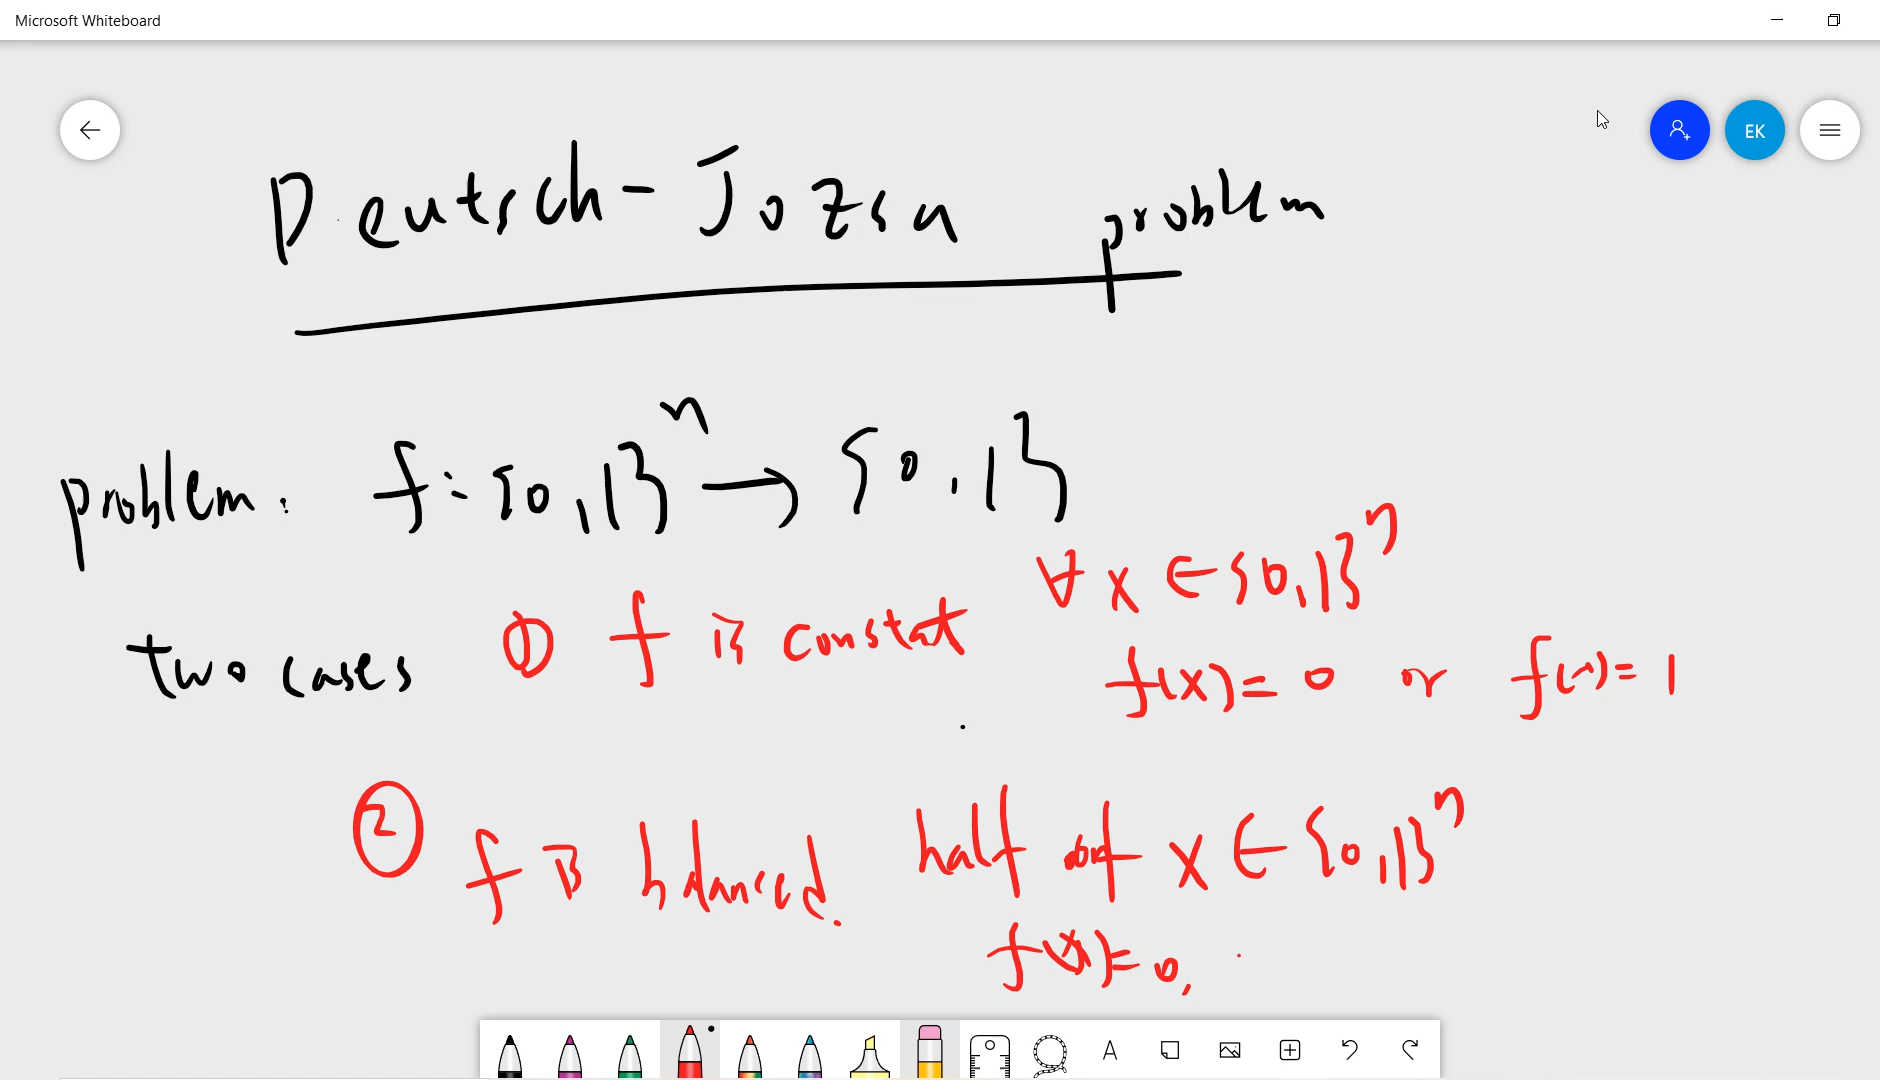 Microsoft Whiteboard
EK
Deutsch-Jozsa problem
problem: f: {0,1}ⁿ → {0,1}
∀ x ∈ {0,1}ⁿ
two cases ① f is constat
f(x) = 0 or f(x) = 1
② f is balanced. half of x ∈ {0,1}ⁿ
f(x) = 0,
A